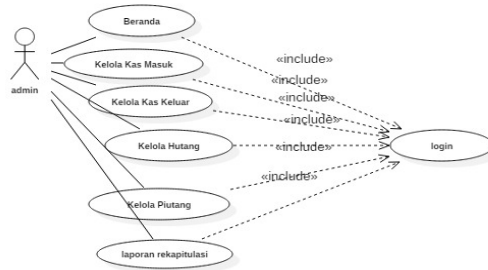 Beranda
«include»
Kelola Kas Masuk
«include»
admin
«include»
Kelola Kas Keluar
«include»
Kelola Hutang
«include»
login
«include»
Kelola Piutang
laporan rekapitulasi